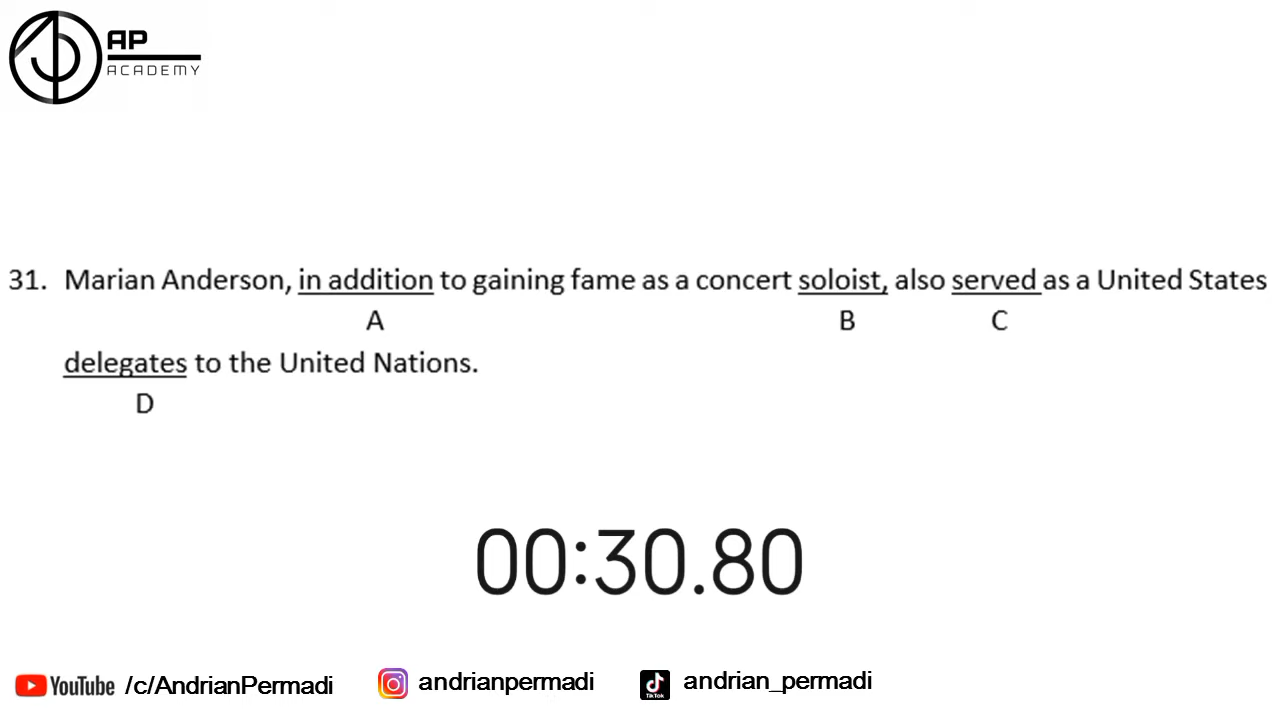 AP
ACADEMY
31. Marian Anderson, in addition to gaining fame as a concert soloist, also served as a United States
A B C
delegates to the United Nations.
D
00:30.80
YouTube /c/AndrianPermadi andrianpermadi TikTok andrian_permadi